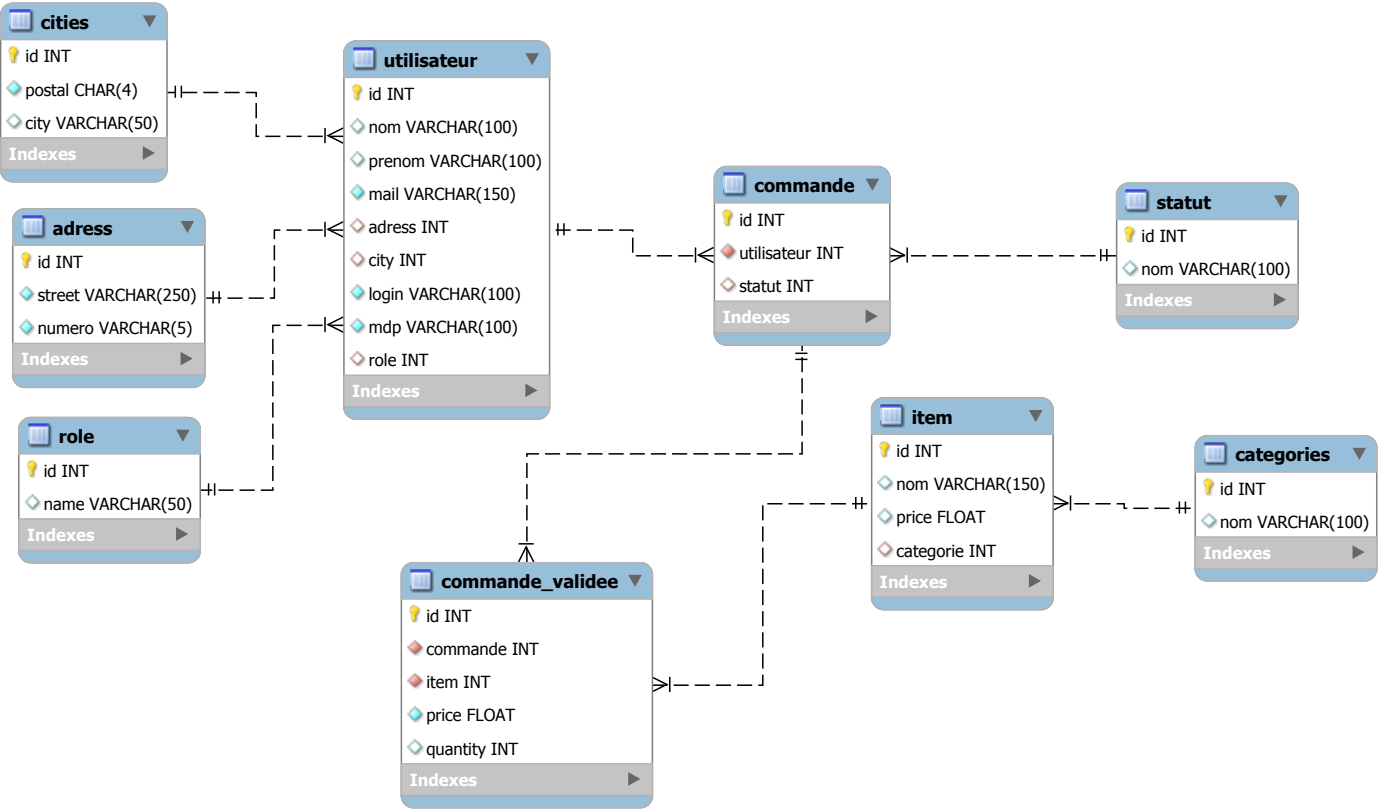 cities
id INT
postal CHAR(4)
city VARCHAR(50)
Indexes
adress
id INT
street VARCHAR(250)
numero VARCHAR(5)
Indexes
role
id INT
name VARCHAR(50)
Indexes
utilisateur
id INT
nom VARCHAR(100)
prenom VARCHAR(100)
mail VARCHAR(150)
adress INT
city INT
login VARCHAR(100)
mdp VARCHAR(100)
role INT
Indexes
commande
id INT
utilisateur INT
statut INT
Indexes
statut
id INT
nom VARCHAR(100)
Indexes
commande_validee
id INT
commande INT
item INT
price FLOAT
quantity INT
Indexes
item
id INT
nom VARCHAR(150)
price FLOAT
categorie INT
Indexes
categories
id INT
nom VARCHAR(100)
Indexes